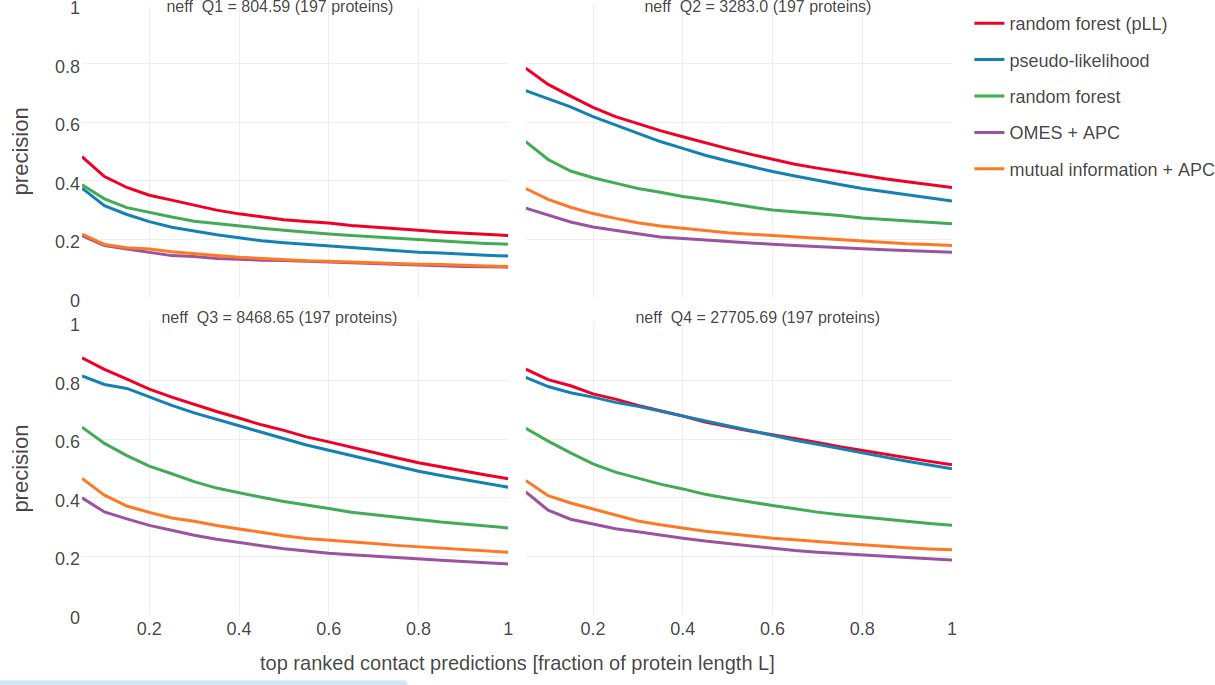 neff Q1 = 804.59 (197 proteins)
neff Q2 = 3283.0 (197 proteins)
random forest (pLL)
pseudo-likelihood
random forest
OMES + APC
mutual information + APC
1
0.8
0.6
0.4
0.2
0
precision
neff Q3 = 8468.65 (197 proteins)
neff Q4 = 27705.69 (197 proteins)
1
0.8
0.6
0.4
0.2
0
precision
0.2 0.4 0.6 0.8 1
0.2 0.4 0.6 0.8 1
top ranked contact predictions [fraction of protein length L]